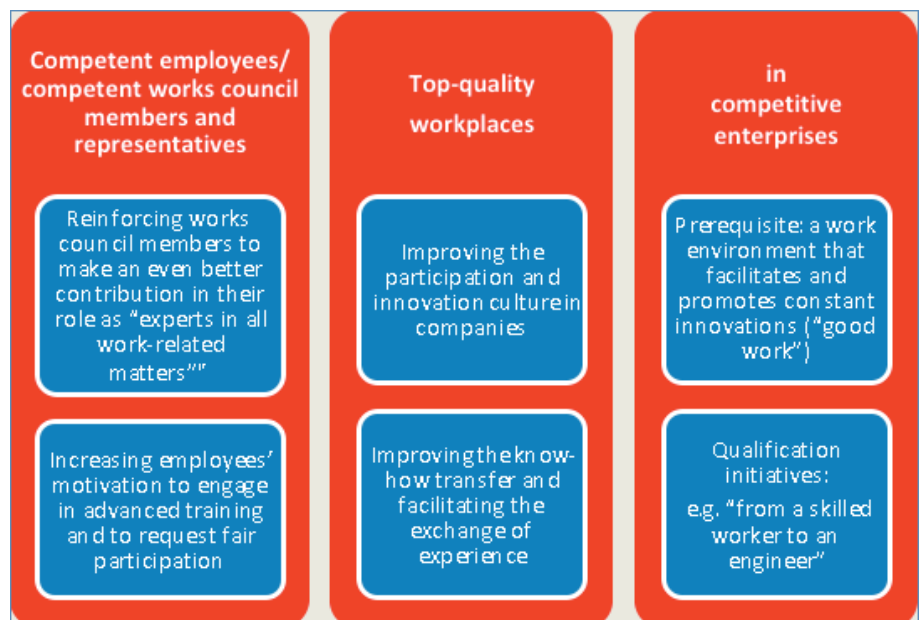 Competent employees/
competent works council
members and
representatives
Reinforcing works
council members to
make an even better
contribution in their
role as “experts in all
work-related
matters”"
Increasing employees’
motivation to engage
in advanced training
and to request fair
participation
Top-quality
workplaces
Improving the
participation and
innovation culture in
companies
Improving the know-
how transfer and
facilitating the
exchange of
experience
in
competitive
enterprises
Prerequisite: a work
environment that
facilitates and
promotes constant
innovations (“good
work”)
Qualification
initiatives:
e.g. “from a skilled
worker to an
engineer”